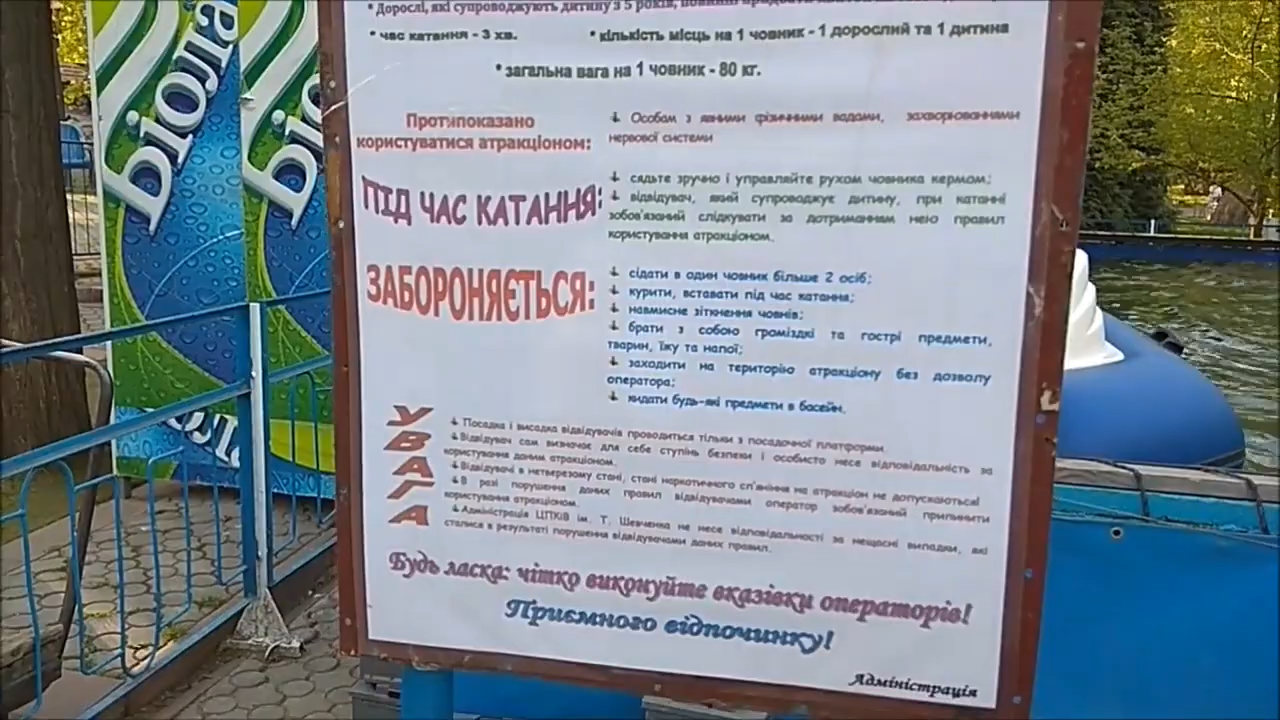 * Дорослі, які супроводжують дитину з 5 років, повинні придбати
* час катання - 3 хв. * кількість місць на 1 човник - 1 дорослий та 1 дитина
* загальна вага на 1 човник - 80 кг.
Протипоказано
користуватися атракціоном:
Особам з явними фізичними вадами, захворюваннями
нервової системи
ПІД ЧАС КАТАННЯ:
сядьте зручно і управляйте рухом човника кермом;
відвідувач, який супроводжує дитину, при катанні
зобов'язаний слідкувати за дотриманням нею правил
користування атракціоном.
ЗАБОРОНЯЄТЬСЯ:
сідати в один човник більше 2 осіб;
курити, вставати під час катання;
навмисне зіткнення човнів;
брати з собою громіздкі та гострі предмети,
тварин, їжу та напої;
заходити на територію атракціону без дозволу
оператора;
кидати будь-які предмети в басейн.
УВАГА
Посадка і висадка відвідувачів проводиться тільки з посадочної платформи.
Відвідувач сам визначає для себе ступінь безпеки і особисто несе відповідальність за
користування даним атракціоном.
Відвідувачі в нетверезому стані, стані наркотичного сп'яніння на атракціон не допускаються!
В разі порушення даних правил відвідувачами оператор зобов'язаний припинити
користування атракціоном.
Адміністрація ЦПКіВ ім. Т. Шевченка не несе відповідальності за нещасні випадки, які
сталися в результаті порушення відвідувачами даних правил.
Будь ласка: чітко виконуйте вказівки операторів!
Приємного відпочинку!
Адміністрація
Біола
Біо
ола